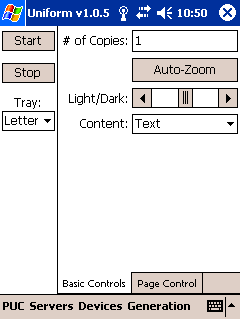 Uniform v1.0.5 10:50
Start
Stop
Tray:
Letter
# of Copies: 1
Auto-Zoom
Light/Dark:
Content: Text
Basic Controls Page Control
PUC Servers Devices Generation